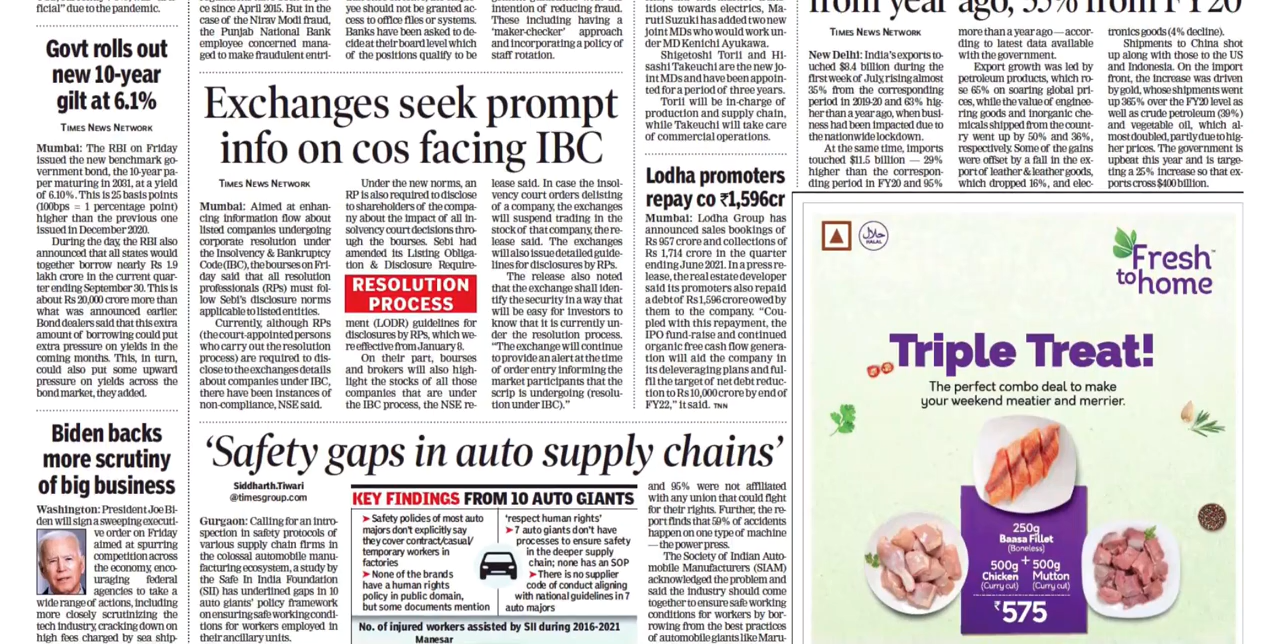 ficial” due to the pandemic.
Govt rolls out
new 10-year
gilt at 6.1%
TIMES NEWS NETWORK
Mumbai: The RBI on Friday
issued the new benchmark go-
vernment bond, the 10-year pa-
per maturing in 2031, at a yield
of 6.10%. This is 25 basis points
(100bps = 1 percentage point)
higher than the previous one
issued in December 2020.
During the day, the RBI also
announced that all states would
together borrow nearly Rs 1.9
lakh crore in the current quar-
ter ending September 30. This is
about Rs 20,000 crore more than
what was announced earlier.
Bond dealers said that this extra
amount of borrowing could put
extra pressure on yields in the
coming months. This, in turn,
could also put some upward
pressure on yields across the
bond market, they added.
Biden backs
more scrutiny
of big business
Washington: President Joe Bi-
den will sign a sweeping executi-
ve order on Friday
aimed at spurring
competition across
the economy, enco-
uraging federal
agencies to take a
wide range of actions, including
more closely scrutinizing the
tech industry, cracking down on
high fees charged by sea ship-
ce since April 2015. But in the
case of the Nirav Modi fraud,
the Punjab National Bank
employee concerned mana-
ged to make fraudulent entri-
yee should not be granted ac-
cess to office files or systems.
Banks have been asked to de-
cide at their board level which
of the positions qualify to be
intention of reducing fraud.
These including having a
‘maker-checker’ approach
and incorporating a policy of
staff rotation.
Exchanges seek prompt
info on cos facing IBC
TIMES NEWS NETWORK
Mumbai: Aimed at enhan-
cing information flow about
listed companies undergoing
corporate resolution under
the Insolvency & Bankruptcy
Code (IBC), the bourses on Fri-
day said that all resolution
professionals (RPs) must fol-
low Sebi’s disclosure norms
applicable to listed entities.
Currently, although RPs
(the court-appointed persons
who carry out the resolution
process) are required to dis-
close to the exchanges details
about companies under IBC,
there have been instances of
non-compliance, NSE said.
Under the new norms, an
RP is also required to disclose
to shareholders of the compa-
ny about the impact of all in-
solvency court decisions thro-
ugh the bourses. Sebi had
amended its Listing Obliga-
tion & Disclosure Require-
RESOLUTION
PROCESS
ment (LODR) guidelines for
disclosures by RPs, which we-
re effective from January 8.
On their part, bourses
and brokers will also high-
light the stocks of all those
companies that are under
the IBC process, the NSE re-
lease said. In case the insol-
vency court orders delisting
of a company, the exchanges
will suspend trading in the
stock of that company, the re-
lease said. The exchanges
will also issue detailed guide-
lines for disclosures by RPs.
The release also noted
that the exchange shall iden-
tify the security in a way that
will be easy for investors to
know that it is currently un-
der the resolution process.
“The exchange will continue
to provide an alert at the time
of order entry informing the
market participants that the
scrip is undergoing (resolu-
tion under IBC).”
‘Safety gaps in auto supply chains’
Siddharth.Tiwari
@timesgroup.com
Gurgaon: Calling for an intro-
spection in safety protocols of
various supply chain firms in
the colossal automobile manu-
facturing ecosystem, a study by
the Safe In India Foundation
(SII) has underlined gaps in 10
auto giants’ policy framework
on ensuring safe working condi-
tions for workers employed in
their ancillary units.
KEY FINDINGS FROM 10 AUTO GIANTS
➤ Safety policies of most auto
majors don’t explicitly say
they cover contract/casual/
temporary workers in
factories
➤ None of the brands
have a human rights
policy in public domain,
but some documents mention
‘respect human rights’
➤ 7 auto giants don’t have
processes to ensure safety
in the deeper supply
chain; none has an SOP
➤ There is no supplier
code of conduct aligning
with national guidelines in 7
auto majors
No. of injured workers assisted by SII during 2016-2021
Manesar
and 95% were not affiliated
with any union that could fight
for their rights. Further, the re-
port finds that 59% of accidents
happen on one type of machine
— the power press.
The Society of Indian Auto-
mobile Manufacturers (SIAM)
acknowledged the problem and
said the industry should come
together to ensure safe working
conditions for workers by bor-
rowing from the best practices
of automobile giants like Maru-
itions towards electrics, Ma-
ruti Suzuki has added two new
joint MDs who would work un-
der MD Kenichi Ayukawa.
Shigetoshi Torii and Hi-
sashi Takeuchi are the new jo-
int MDs and have been appoin-
ted for a period of three years.
Torii will be in-charge of
production and supply chain,
while Takeuchi will take care
of commercial operations.
Lodha promoters
repay co ₹1,596cr
Mumbai: Lodha Group has
announced sales bookings of
Rs 957 crore and collections of
Rs 1,714 crore in the quarter
ending June 2021. In a press re-
lease, the real estate developer
said its promoters also repaid
a debt of Rs 1,596 crore owed by
them to the company. “Cou-
pled with this repayment, the
IPO fund-raise and continued
organic free cash flow genera-
tion will aid the company in
its deleveraging plans and ful-
fil the target of net debt reduc-
tion to Rs 10,000 crore by end of
FY22,” it said. TNN
from year ago, 35% from FY20
TIMES NEWS NETWORK
New Delhi: India’s exports to-
uched $8.4 billion during the
first week of July, rising almost
35% from the corresponding
period in 2019-20 and 63% hig-
her than a year ago, when busi-
ness had been impacted due to
the nationwide lockdown.
At the same time, imports
touched $11.5 billion — 29%
higher than the correspon-
ding period in FY20 and 95%
more than a year ago — accor-
ding to latest data available
with the government.
Export growth was led by
petroleum products, which ro-
se 65% on soaring global pri-
ces, while the value of enginee-
ring goods and inorganic che-
micals shipped from the count-
ry went up by 50% and 36%,
respectively. Some of the gains
were offset by a fall in the ex-
port of leather & leather goods,
which dropped 16%, and elec-
tronics goods (4% decline).
Shipments to China shot
up along with those to the US
and Indonesia. On the import
front, the increase was driven
by gold, whose shipments went
up 365% over the FY20 level as
well as crude petroleum (39%)
and vegetable oil, which al-
most doubled, partly due to hig-
her prices. The government is
upbeat this year and is targe-
ting a 25% increase so that ex-
ports cross $400 billion.
حلال
HALAL
Fresh™
to home
Triple Treat!
The perfect combo deal to make
your weekend meatier and merrier.
250g
Baasa Fillet
(Boneless)
+
500g
Chicken
(Curry cut)
500g
Mutton
(Curry cut)
₹575